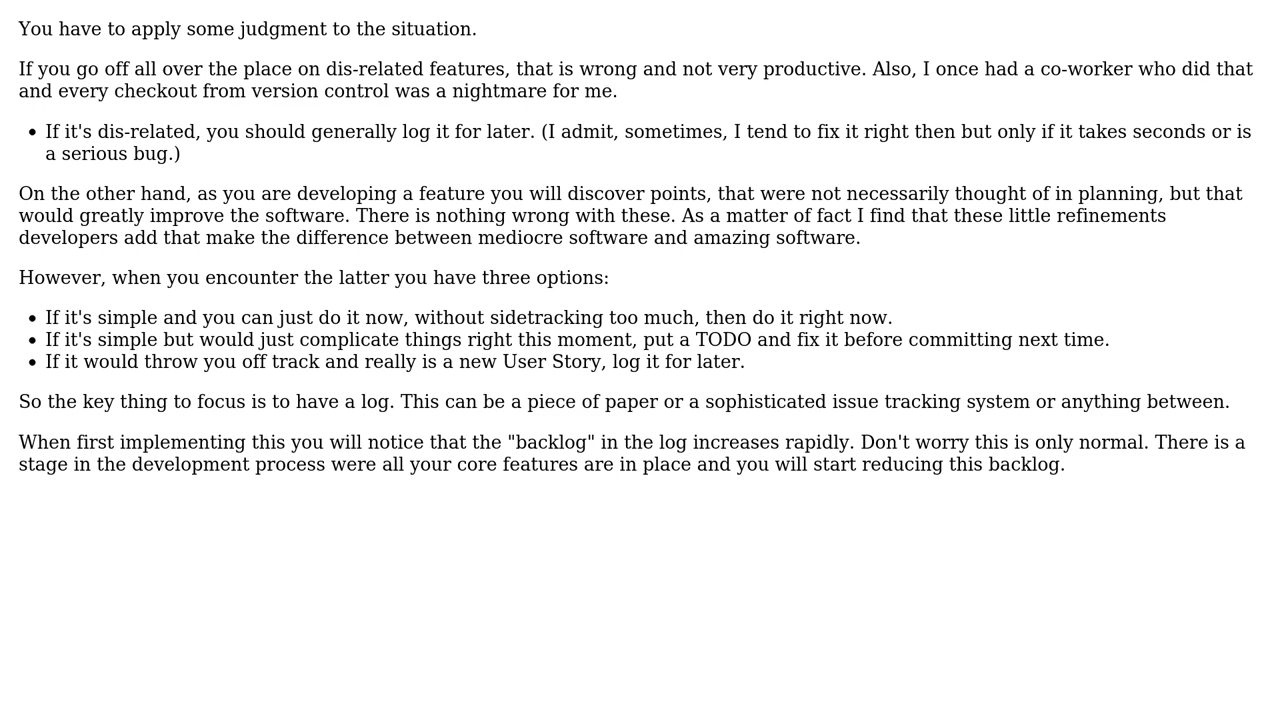 You have to apply some judgment to the situation.
If you go off all over the place on dis-related features, that is wrong and not very productive. Also, I once had a co-worker who did that
and every checkout from version control was a nightmare for me.
• If it's dis-related, you should generally log it for later. (I admit, sometimes, I tend to fix it right then but only if it takes seconds or is
a serious bug.)
On the other hand, as you are developing a feature you will discover points, that were not necessarily thought of in planning, but that
would greatly improve the software. There is nothing wrong with these. As a matter of fact I find that these little refinements
developers add that make the difference between mediocre software and amazing software.
However, when you encounter the latter you have three options:
• If it's simple and you can just do it now, without sidetracking too much, then do it right now.
• If it's simple but would just complicate things right this moment, put a TODO and fix it before committing next time.
• If it would throw you off track and really is a new User Story, log it for later.
So the key thing to focus is to have a log. This can be a piece of paper or a sophisticated issue tracking system or anything between.
When first implementing this you will notice that the "backlog" in the log increases rapidly. Don't worry this is only normal. There is a
stage in the development process were all your core features are in place and you will start reducing this backlog.